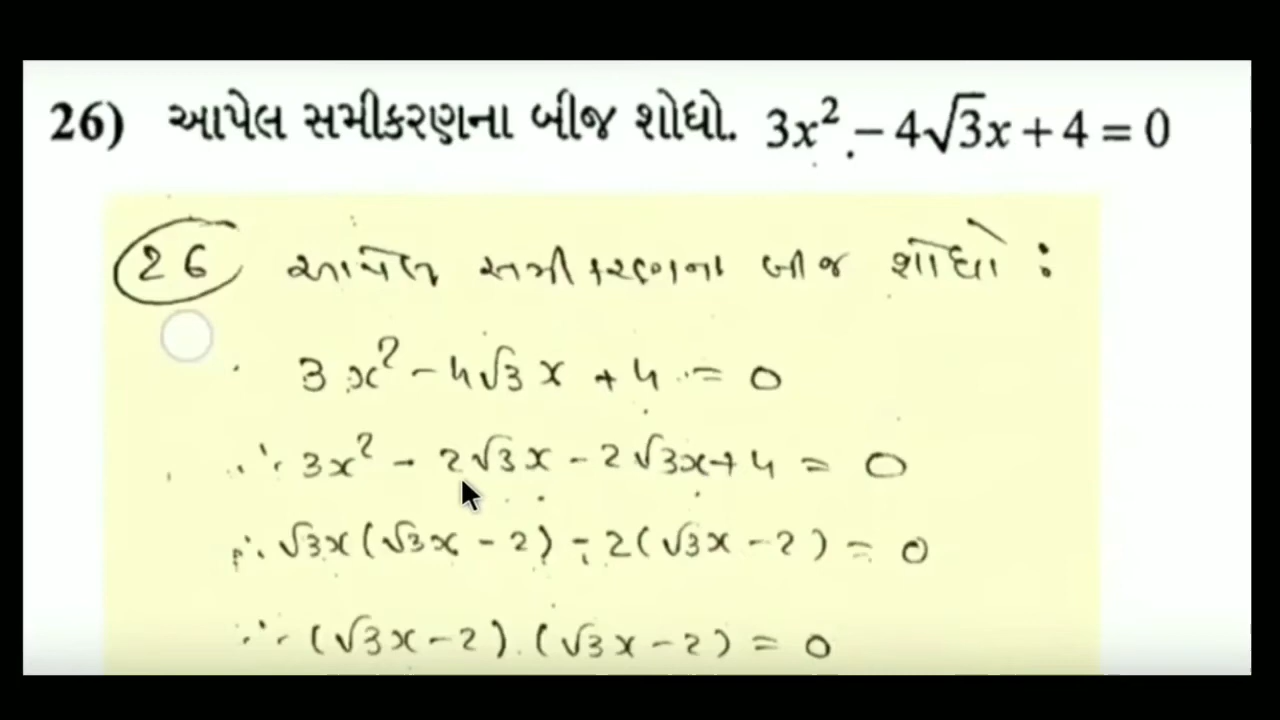 26) આપેલ સમીકરણના બીજ શોધો. 3x² - 4√3x + 4 = 0
26 આપેલ સમીકરણના બીજ શોધો :
3x² - 4√3x + 4 = 0
∴ 3x² - 2√3x - 2√3x + 4 = 0
∴ √3x(√3x - 2) - 2(√3x - 2) = 0
∴ (√3x - 2).(√3x - 2) = 0